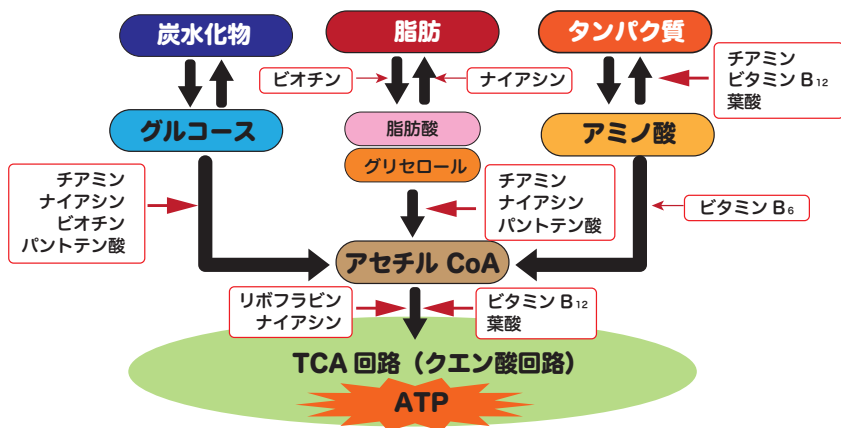 炭水化物
脂肪
タンパク質
ビオチン
ナイアシン
チアミン
ビタミン B12
葉酸
グルコース
脂肪酸
グリセロール
アミノ酸
チアミン
ナイアシン
ビオチン
パントテン酸
チアミン
ナイアシン
パントテン酸
ビタミン B6
アセチル CoA
リボフラビン
ナイアシン
ビタミン B12
葉酸
TCA 回路（クエン酸回路）
ATP